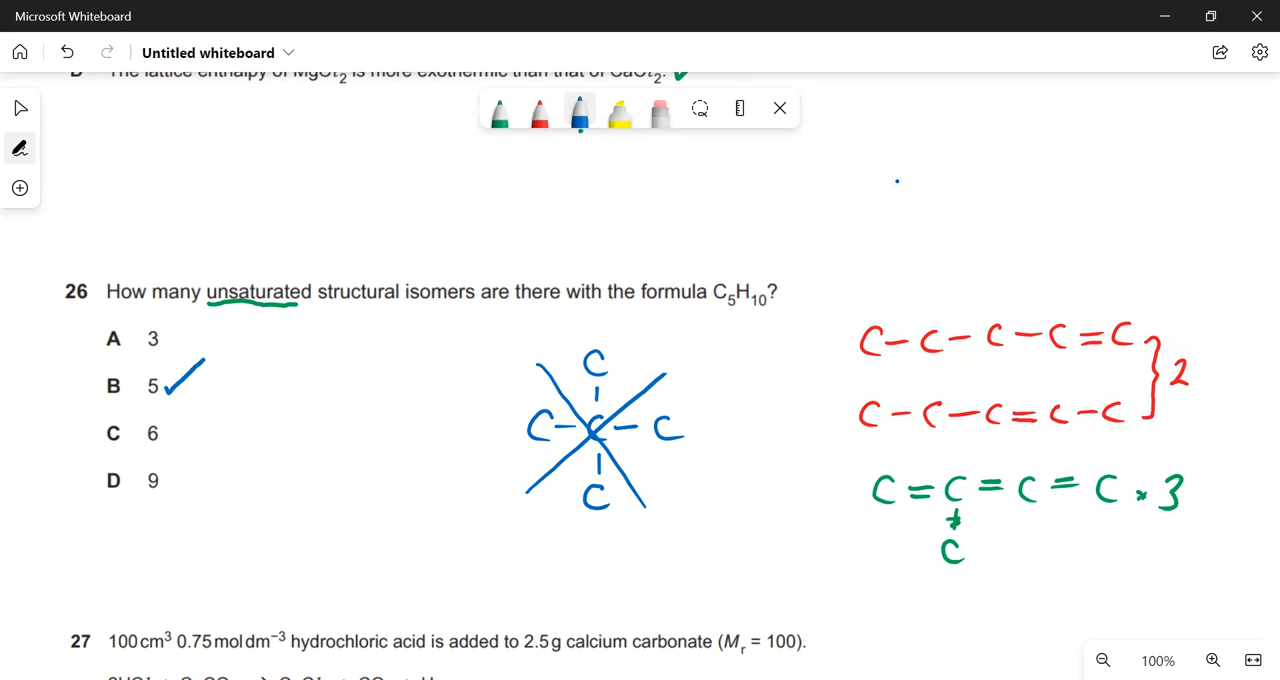 Microsoft Whiteboard
Untitled whiteboard
D The lattice enthalpy of MgCl2 is more exothermic than that of CaCl2.
26 How many unsaturated structural isomers are there with the formula C5H10?
A 3
B 5
C 6
D 9
C
C - C - C
C
C - C - C - C = C
C - C - C = C - C
2
C = C = C = C × 3
C
27 100 cm³ 0.75 mol dm⁻³ hydrochloric acid is added to 2.5 g calcium carbonate (Mr = 100).
100%